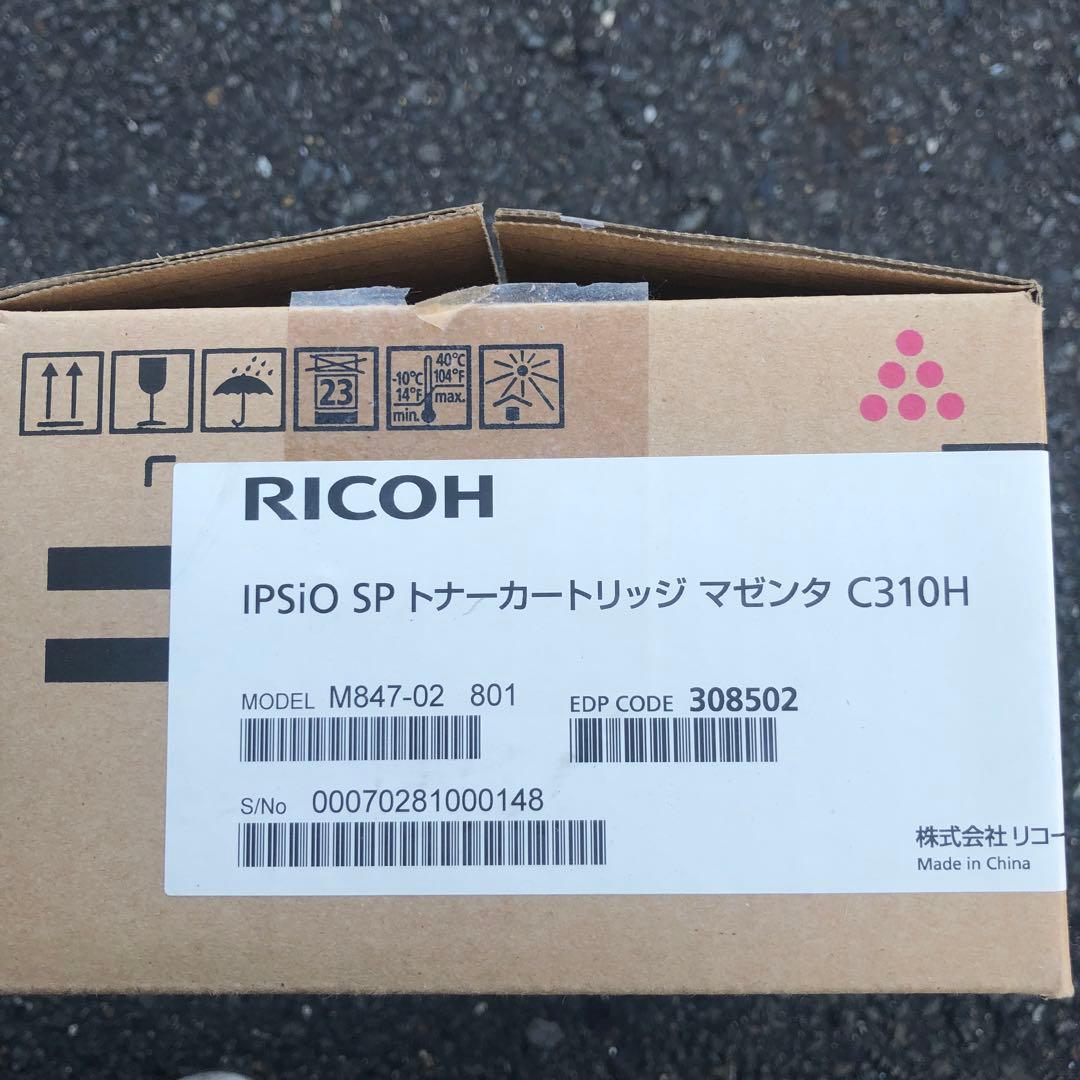 23
-10℃
14°F
min.
40℃
104°F
max.
RICOH
IPSiO SP トナーカートリッジ マゼンタ C310H
MODEL M847-02 801
EDP CODE 308502
S/No 00070281000148
株式会社リコー
Made in China